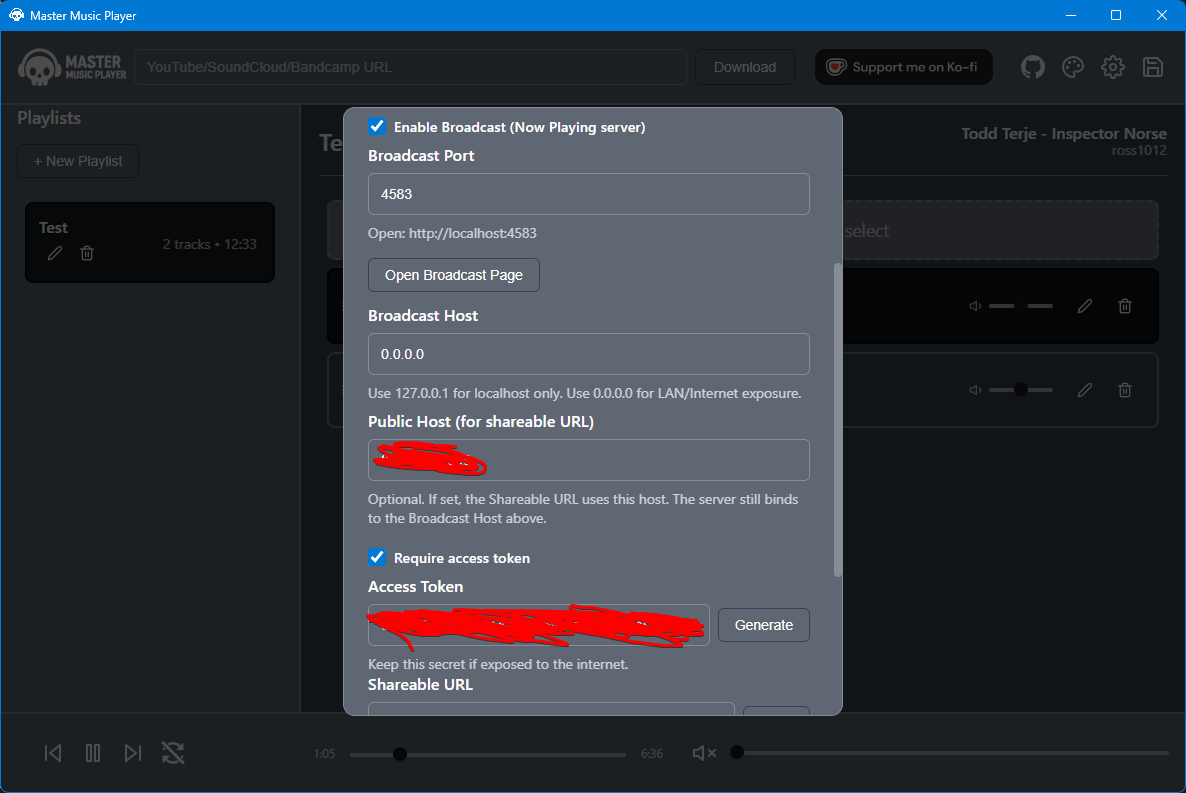 Master Music Player
MASTER
MUSIC PLAYER
YouTube/SoundCloud/Bandcamp URL
Download
Support me on Ko-fi
Playlists
+ New Playlist
Test
2 tracks • 12:33
Te
Todd Terje - Inspector Norse
ross1012
select
Enable Broadcast (Now Playing server)
Broadcast Port
4583
Open: http://localhost:4583
Open Broadcast Page
Broadcast Host
0.0.0.0
Use 127.0.0.1 for localhost only. Use 0.0.0.0 for LAN/Internet exposure.
Public Host (for shareable URL)
Optional. If set, the Shareable URL uses this host. The server still binds
to the Broadcast Host above.
Require access token
Access Token
Generate
Keep this secret if exposed to the internet.
Shareable URL
1:05
6:36